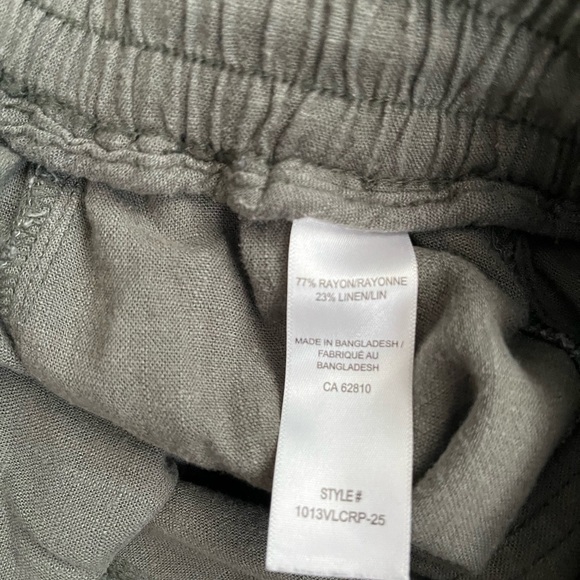 77% RAYON/RAYONNE
23% LINEN/LIN
MADE IN BANGLADESH /
FABRIQUÉ AU
BANGLADESH
CA 62810
STYLE#
1013VLCRP-25